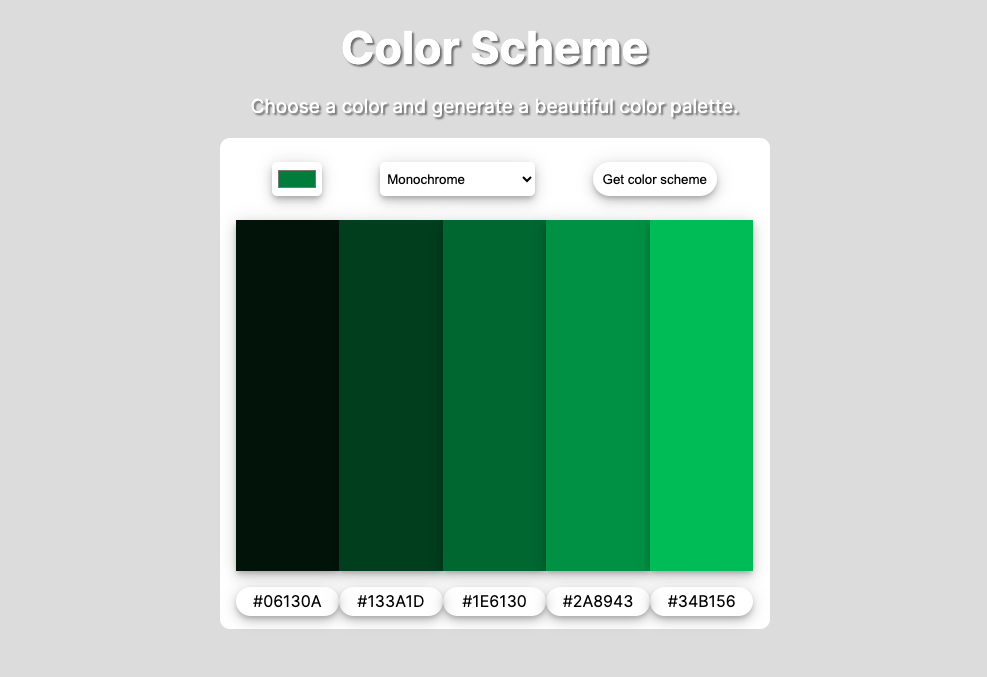 Color Scheme
Choose a color and generate a beautiful color palette.
Monochrome
Get color scheme
#06130A
#133A1D
#1E6130
#2A8943
#34B156